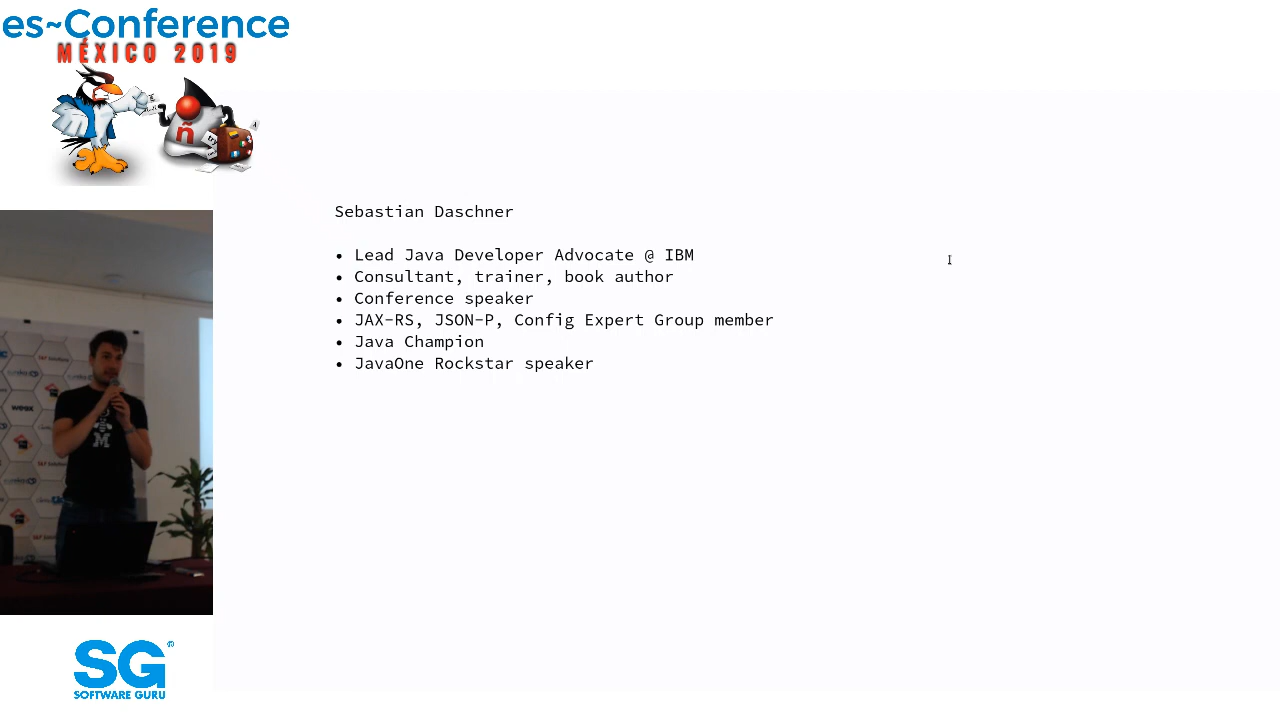 es~Conference
MÉXICO 2019
ñ
try
Sebastian Daschner
• Lead Java Developer Advocate @ IBM
• Consultant, trainer, book author
• Conference speaker
• JAX-RS, JSON-P, Config Expert Group member
• Java Champion
• JavaOne Rockstar speaker
M
SG®
SOFTWARE GURU